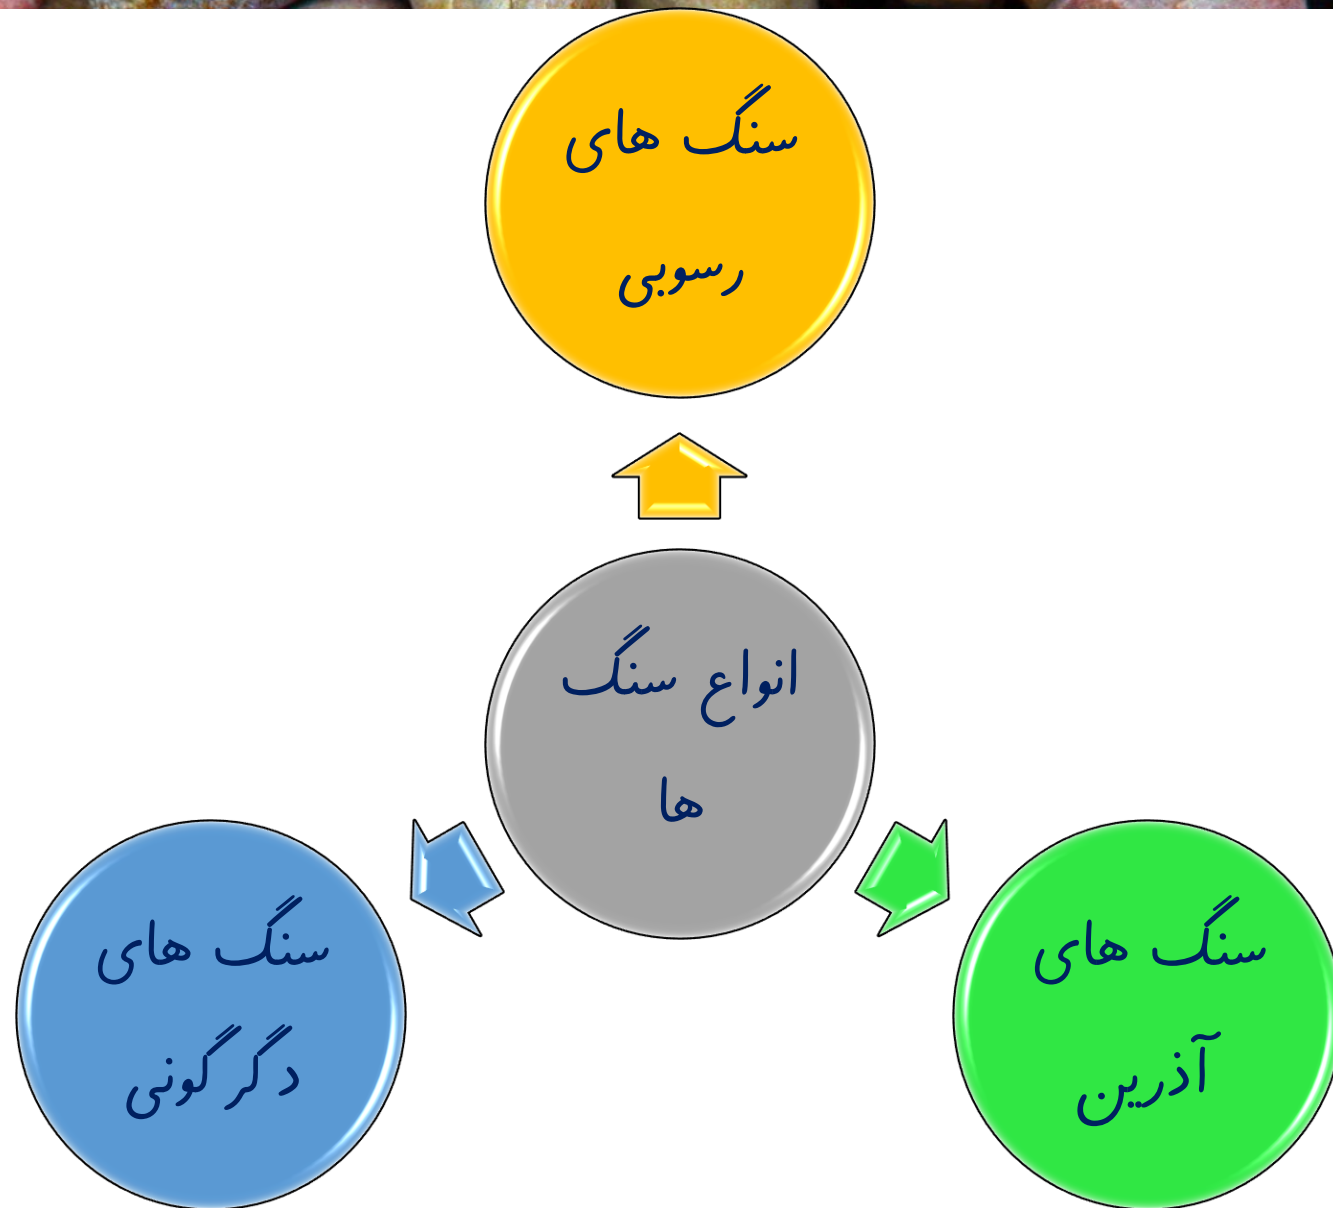 سنگ های
رسوبی
انواع سنگ
ها
سنگ های
آذرین
سنگ های
دگرگونی